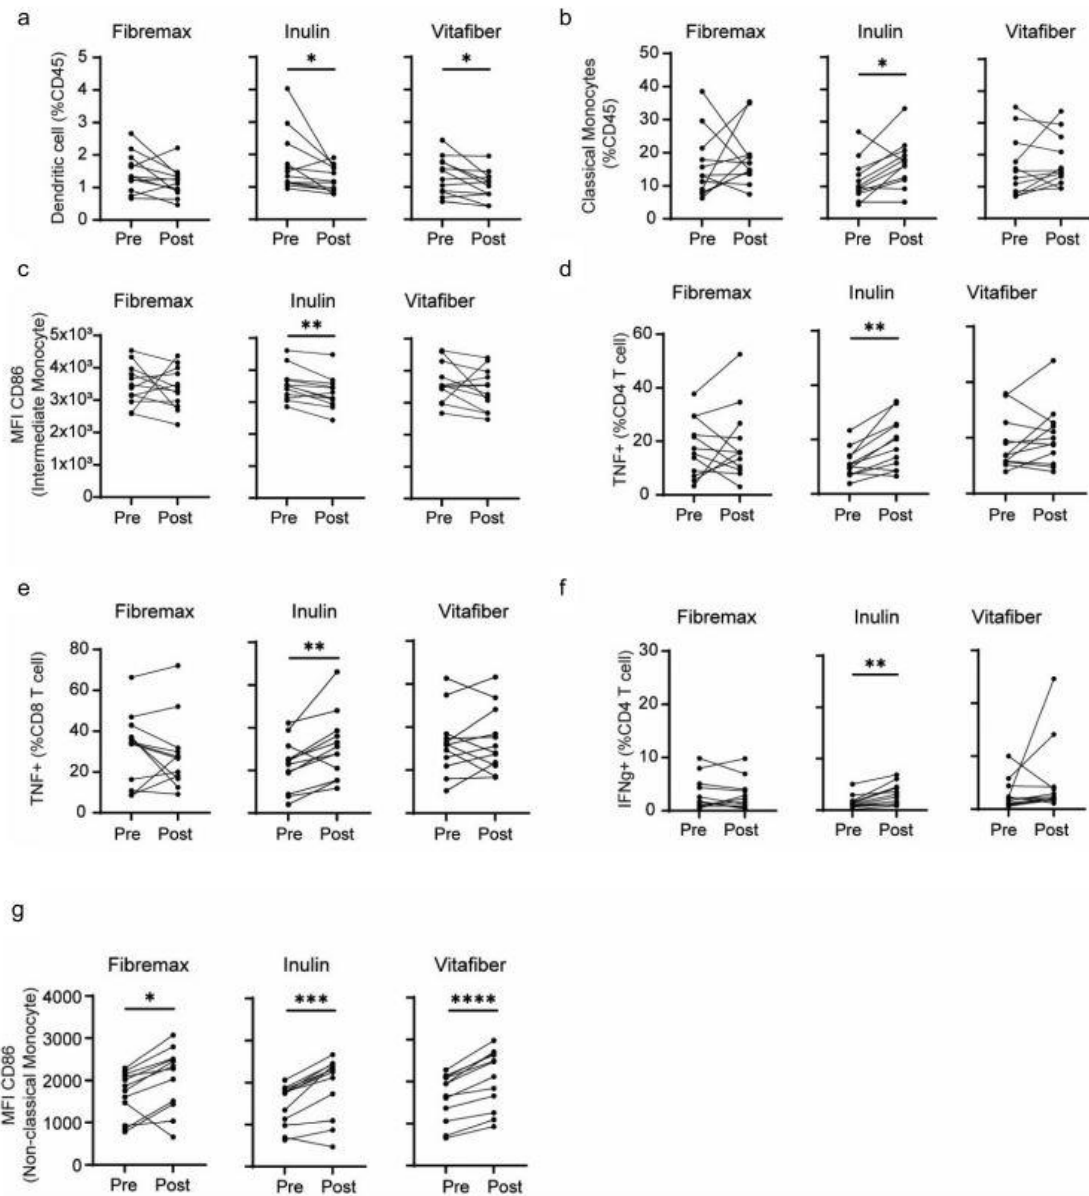 a
Fibremax Inulin Vitafiber
Dendritic cell (%CD45)
5
4
3
2
1
0
* *
Pre Post Pre Post Pre Post
b
Fibremax Inulin Vitafiber
Classical Monocytes
(%CD45)
50
40
30
20
10
0
*
Pre Post Pre Post Pre Post
c
Fibremax Inulin Vitafiber
MFI CD86
(Intermediate Monocyte)
5x10³
4x10³
3x10³
2x10³
1x10³
0
**
Pre Post Pre Post Pre Post
d
Fibremax Inulin Vitafiber
TNF+ (%CD4 T cell)
60
40
20
0
**
Pre Post Pre Post Pre Post
e
Fibremax Inulin Vitafiber
TNF+ (%CD8 T cell)
80
60
40
20
0
**
Pre Post Pre Post Pre Post
f
Fibremax Inulin Vitafiber
IFNg+ (%CD4 T cell)
30
20
10
0
**
Pre Post Pre Post Pre Post
g
Fibremax Inulin Vitafiber
MFI CD86
(Non-classical Monocyte)
4000
3000
2000
1000
0
* *** ****
Pre Post Pre Post Pre Post